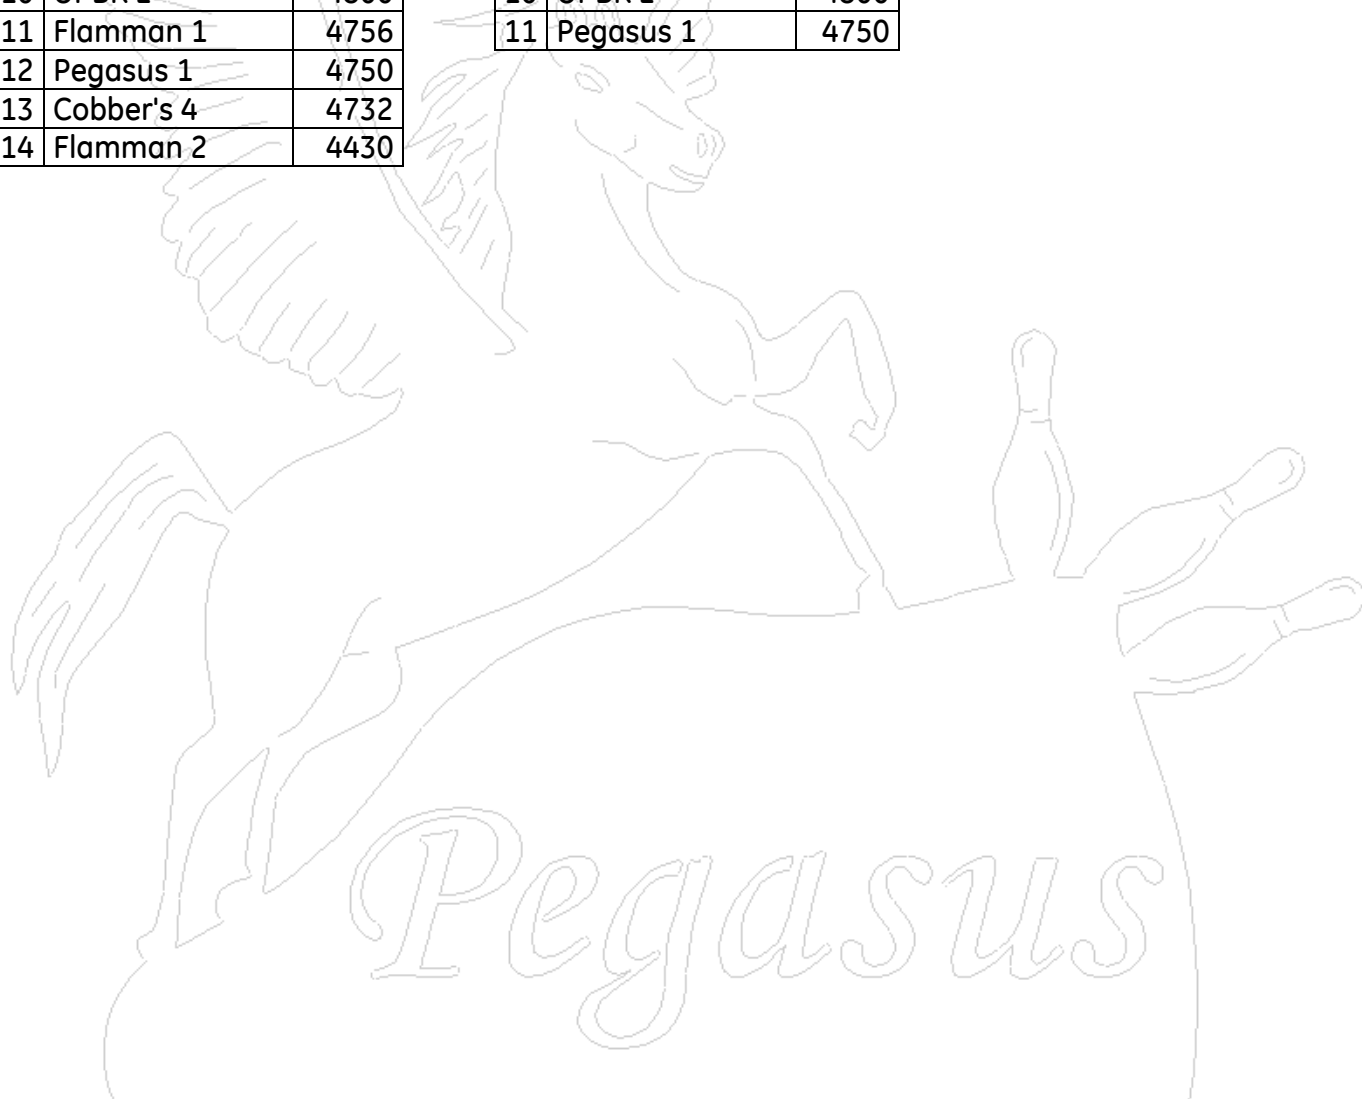 11 Flamman 1 4756
12 Pegasus 1 4750
13 Cobber's 4 4732
14 Flamman 2 4430
11 Pegasus 1 4750
Pegasus